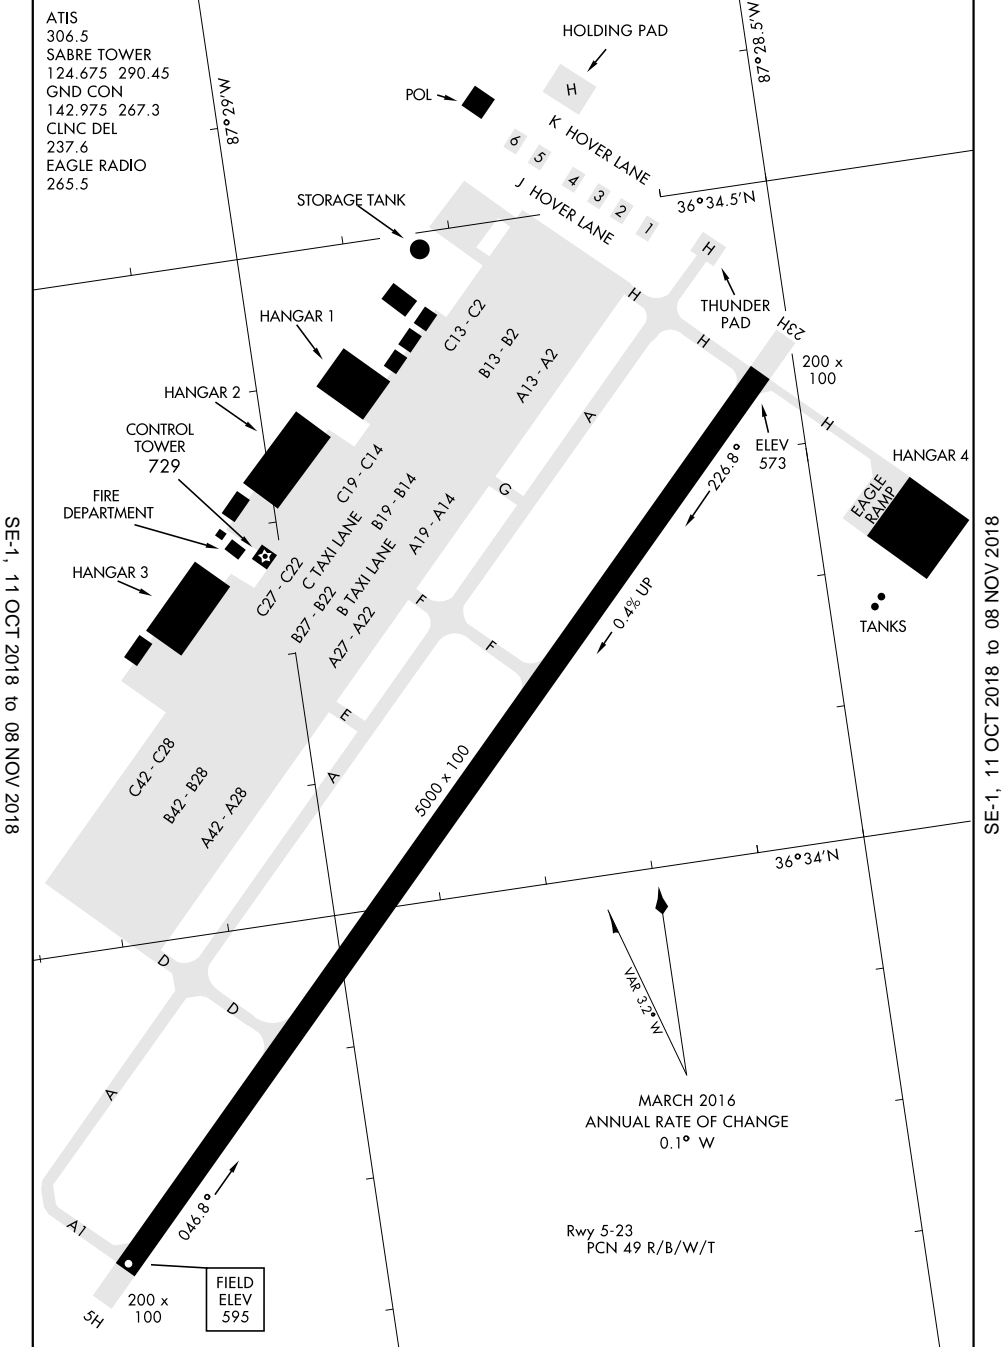 ATIS
306.5
SABRE TOWER
124.675 290.45
GND CON
142.975 267.3
CLNC DEL
237.6
EAGLE RADIO
265.5
87°29'W
87°28.5'W
HOLDING PAD
H
POL
K HOVER LANE
6
5
4
3
2
1
J HOVER LANE
36°34.5'N
STORAGE TANK
H
THUNDER
PAD
H
H
23H
200 x
100
HANGAR 1
C13 - C2
B13 - B2
A13 - A2
HANGAR 2
A
ELEV
573
H
HANGAR 4
CONTROL
TOWER
729
226.8°
EAGLE
RAMP
C19 - C14
B19 - B14
A19 - A14
G
FIRE
DEPARTMENT
C TAXI LANE
B TAXI LANE
HANGAR 3
C27 - C22
B27 - B22
A27 - A22
F
F
0.4% UP
TANKS
E
A
C42 - C28
B42 - B28
A42 - A28
5000 x 100
36°34'N
D
D
VAR 3.2° W
A
MARCH 2016
ANNUAL RATE OF CHANGE
0.1° W
A1
046.8°
Rwy 5-23
PCN 49 R/B/W/T
FIELD
ELEV
595
200 x
100
5H
SE-1, 11 OCT 2018 to 08 NOV 2018
SE-1, 11 OCT 2018 to 08 NOV 2018